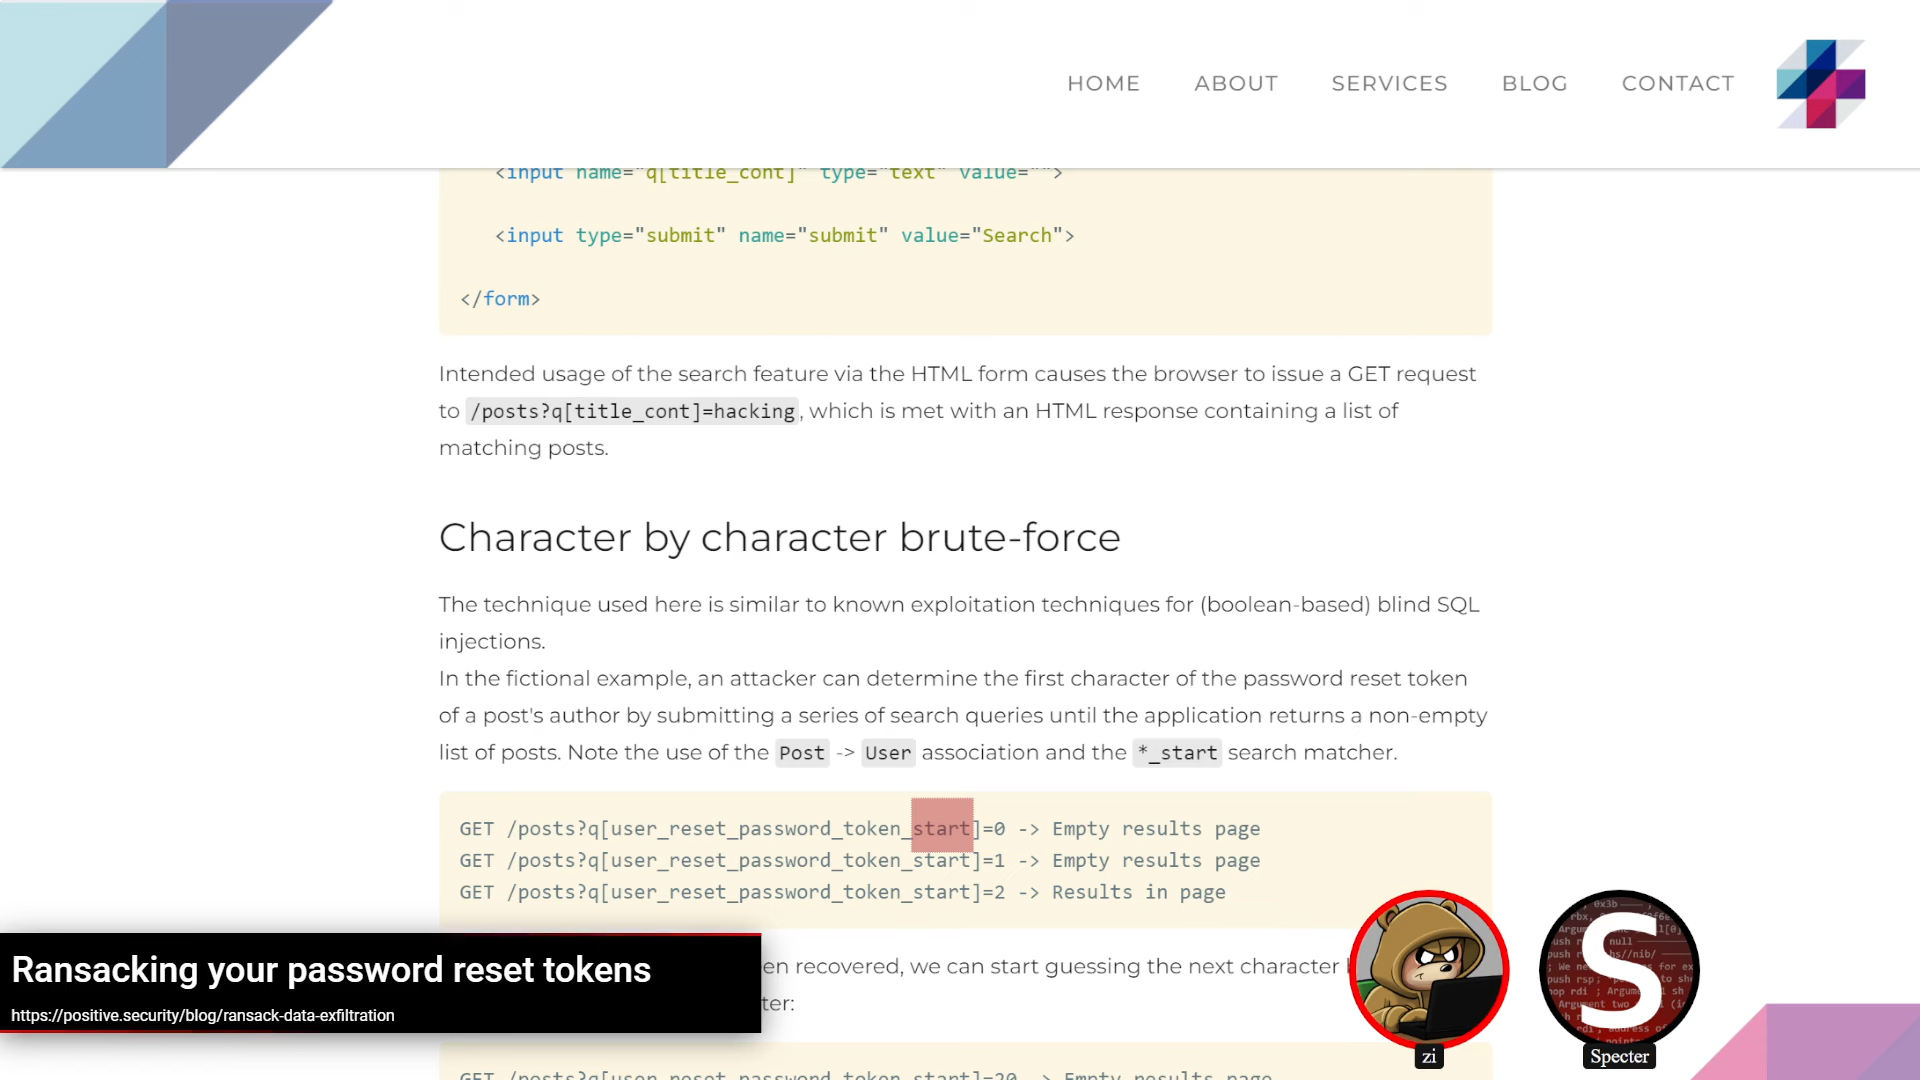 HOME ABOUT SERVICES BLOG CONTACT
<input name="q[title_cont]" type="text" value="">
<input type="submit" name="submit" value="Search">
</form>
Intended usage of the search feature via the HTML form causes the browser to issue a GET request
to /posts?q[title_cont]=hacking, which is met with an HTML response containing a list of
matching posts.
Character by character brute-force
The technique used here is similar to known exploitation techniques for (boolean-based) blind SQL
injections.
In the fictional example, an attacker can determine the first character of the password reset token
of a post's author by submitting a series of search queries until the application returns a non-empty
list of posts. Note the use of the Post -> User association and the *_start search matcher.
GET /posts?q[user_reset_password_token_start]=0 -> Empty results page
GET /posts?q[user_reset_password_token_start]=1 -> Empty results page
GET /posts?q[user_reset_password_token_start]=2 -> Results in page
en recovered, we can start guessing the next character
ter:
GET /posts?q[user_reset_password_token_start]=20 -> Empty results page
Ransacking your password reset tokens
https://positive.security/blog/ransack-data-exfiltration
zi
S
Specter